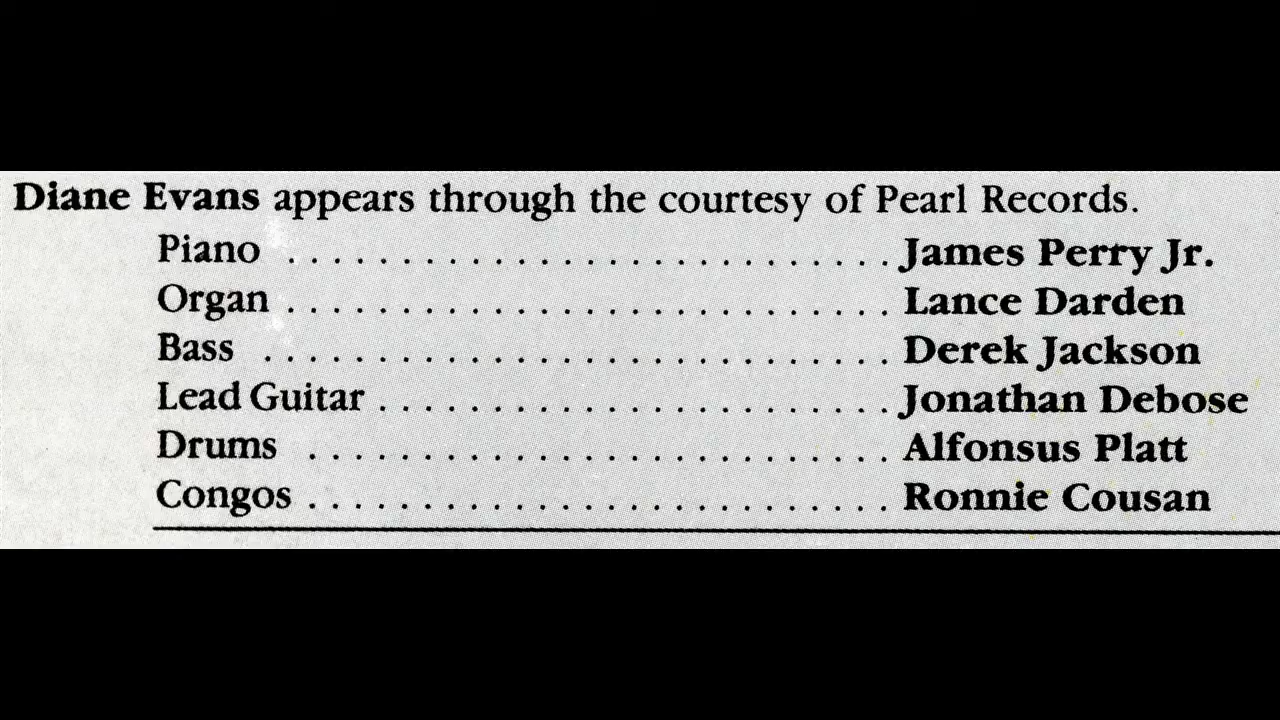 Diane Evans appears through the courtesy of Pearl Records.
Piano . . . . . . . . . . . . . . . . . . . . . . . . . . . . James Perry Jr.
Organ . . . . . . . . . . . . . . . . . . . . . . . . . . . . Lance Darden
Bass . . . . . . . . . . . . . . . . . . . . . . . . . . . . . Derek Jackson
Lead Guitar . . . . . . . . . . . . . . . . . . . . . . . . Jonathan Debose
Drums . . . . . . . . . . . . . . . . . . . . . . . . . . . Alfonsus Platt
Congos . . . . . . . . . . . . . . . . . . . . . . . . . . . Ronnie Cousan